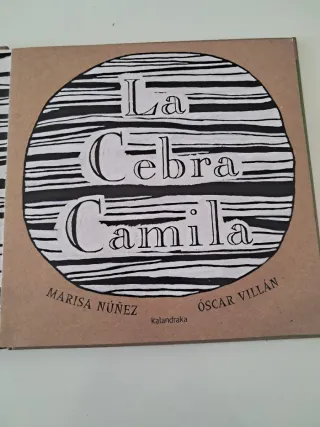 La
Cebra
Camila
MARISA NÚÑEZ ÓSCAR VILLÁN
kalandraka